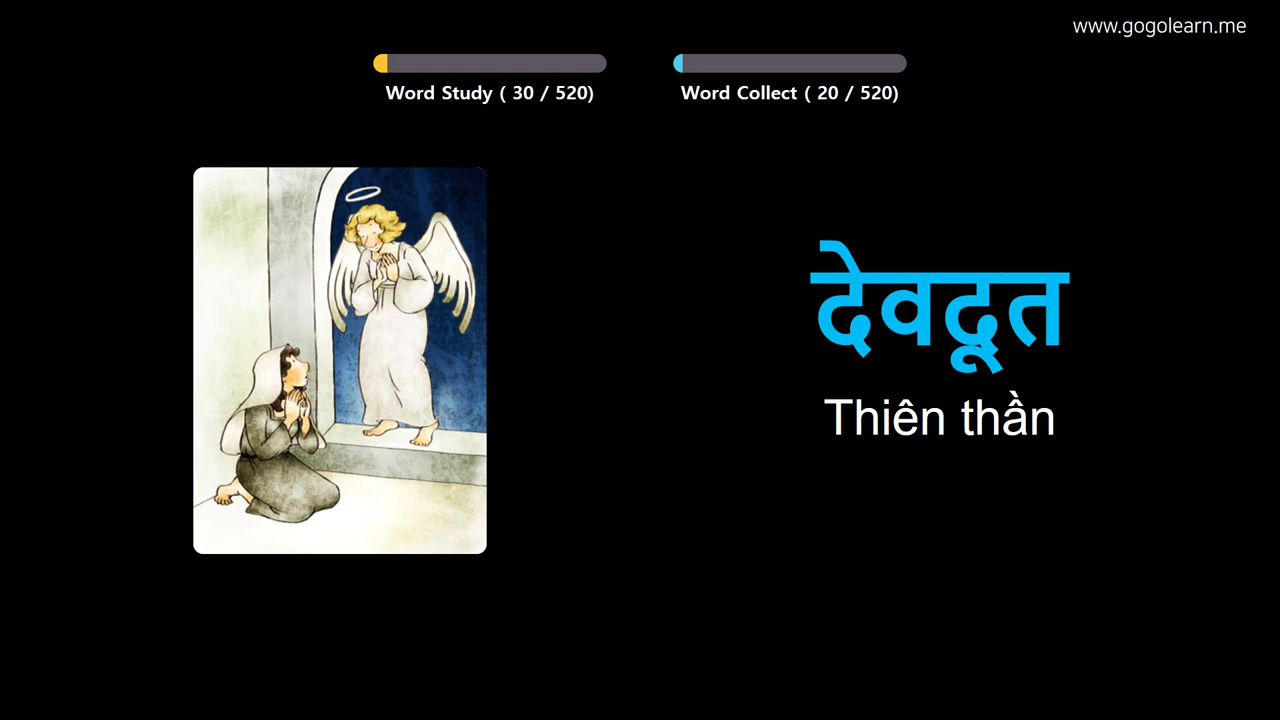 www.gogolearn.me
Word Study ( 30 / 520)
Word Collect ( 20 / 520)
देवदूत
Thiên thần